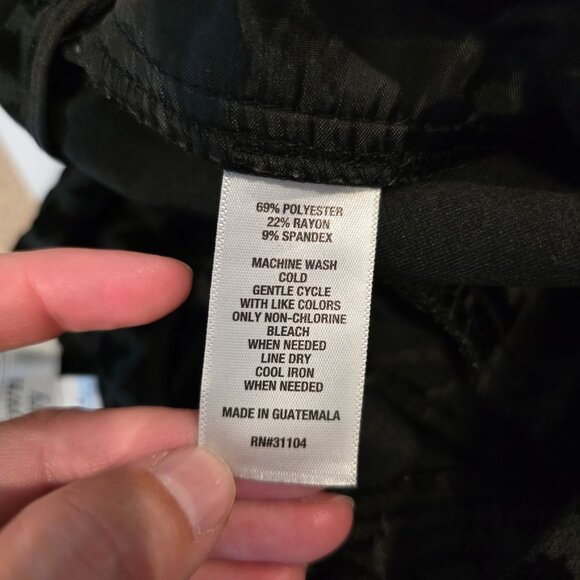 69% POLYESTER
22% RAYON
9% SPANDEX
MACHINE WASH
COLD
GENTLE CYCLE
WITH LIKE COLORS
ONLY NON-CHLORINE
BLEACH
WHEN NEEDED
LINE DRY
COOL IRON
WHEN NEEDED
MADE IN GUATEMALA
RN#31104